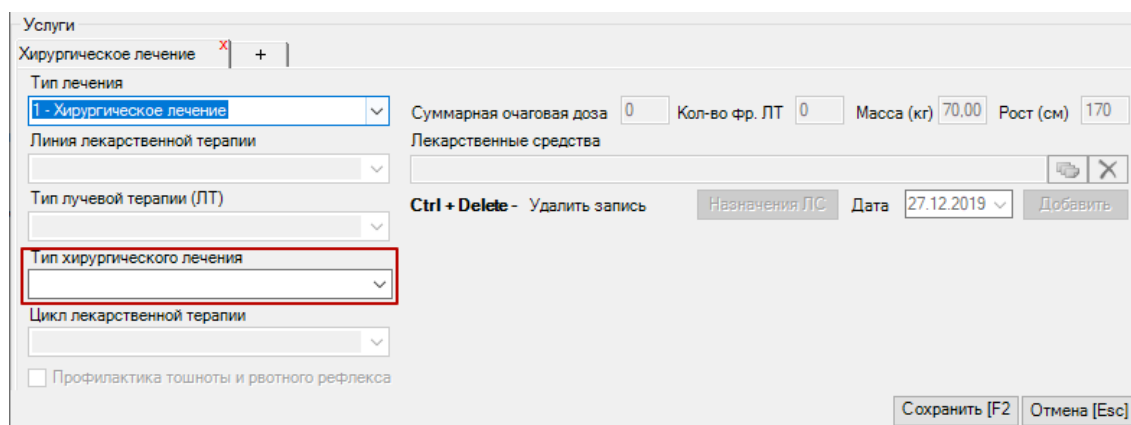 Услуги
Хирургическое лечение X +
Тип лечения
1 - Хирургическое лечение
Суммарная очаговая доза 0 Кол-во фр. ЛТ 0 Масса (кг) 70,00 Рост (см) 170
Линия лекарственной терапии
Лекарственные средства
Тип лучевой терапии (ЛТ)
Ctrl + Delete - Удалить запись Назначения ЛС Дата 27.12.2019 Добавить
Тип хирургического лечения
Цикл лекарственной терапии
Профилактика тошноты и рвотного рефлекса
Сохранить [F2 Отмена [Esc]